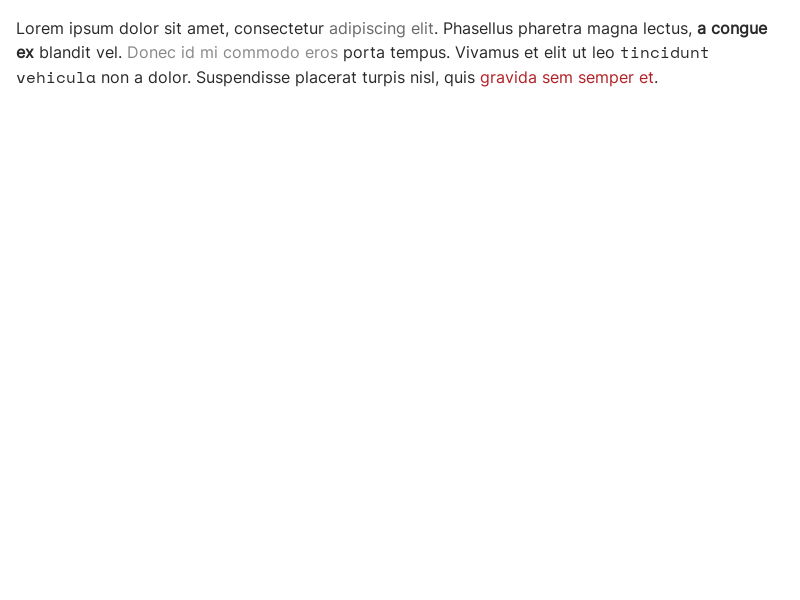 Lorem ipsum dolor sit amet, consectetur adipiscing elit. Phasellus pharetra magna lectus, a congue
ex blandit vel. Donec id mi commodo eros porta tempus. Vivamus et elit ut leo tincidunt
vehicula non a dolor. Suspendisse placerat turpis nisl, quis gravida sem semper et.